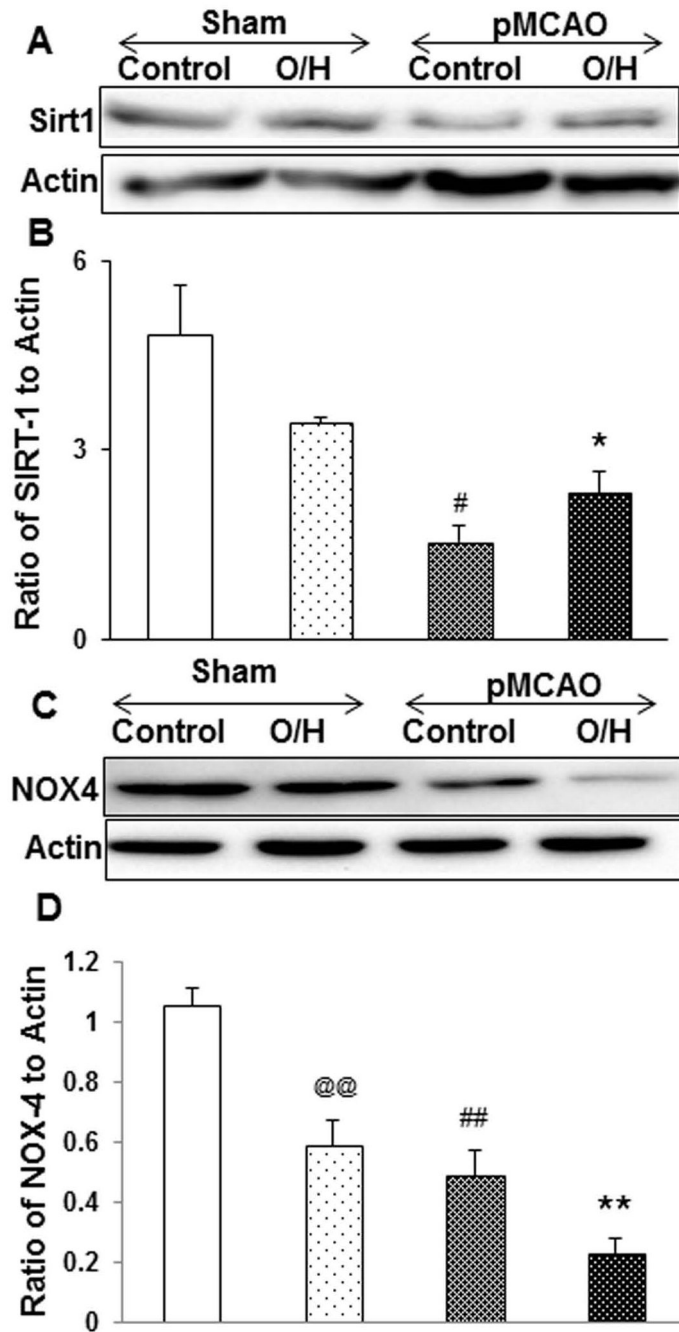 A
Sham pMCAO
Control O/H Control O/H
Sirt1
Actin
B
Ratio of SIRT-1 to Actin
6
3
0
#
*
C
Sham pMCAO
Control O/H Control O/H
NOX4
Actin
D
Ratio of NOX-4 to Actin
1.2
1
0.8
0.6
0.4
0.2
0
@@
##
**